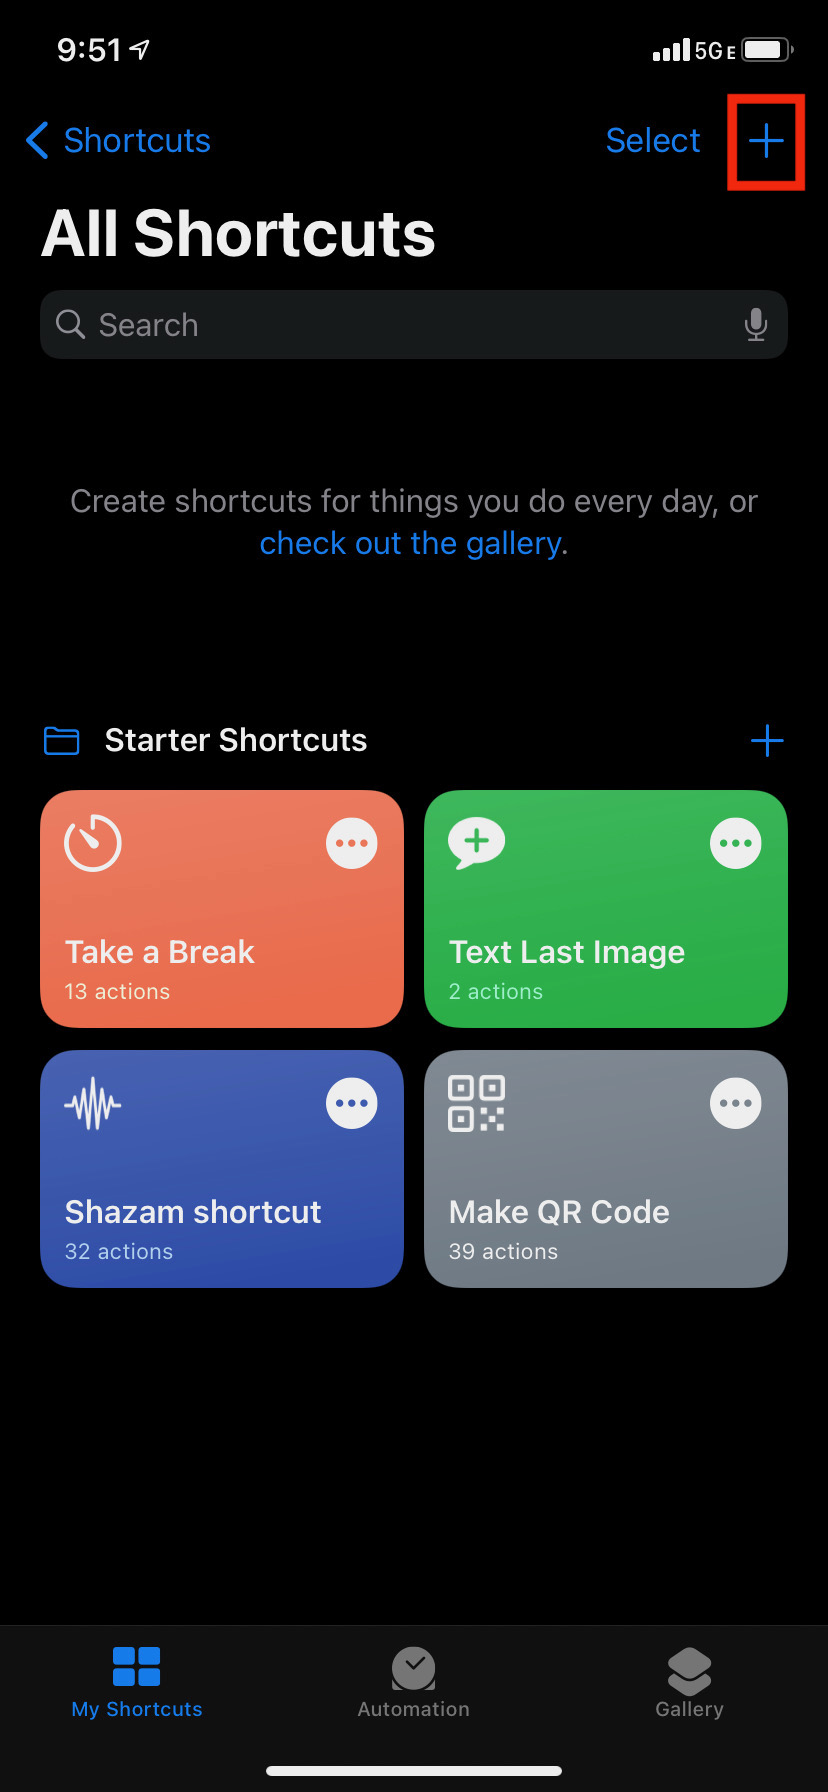 9:51
5G E
Shortcuts
Select
All Shortcuts
Search
Create shortcuts for things you do every day, or
check out the gallery.
Starter Shortcuts
Take a Break
13 actions
Text Last Image
2 actions
Shazam shortcut
32 actions
Make QR Code
39 actions
My Shortcuts
Automation
Gallery